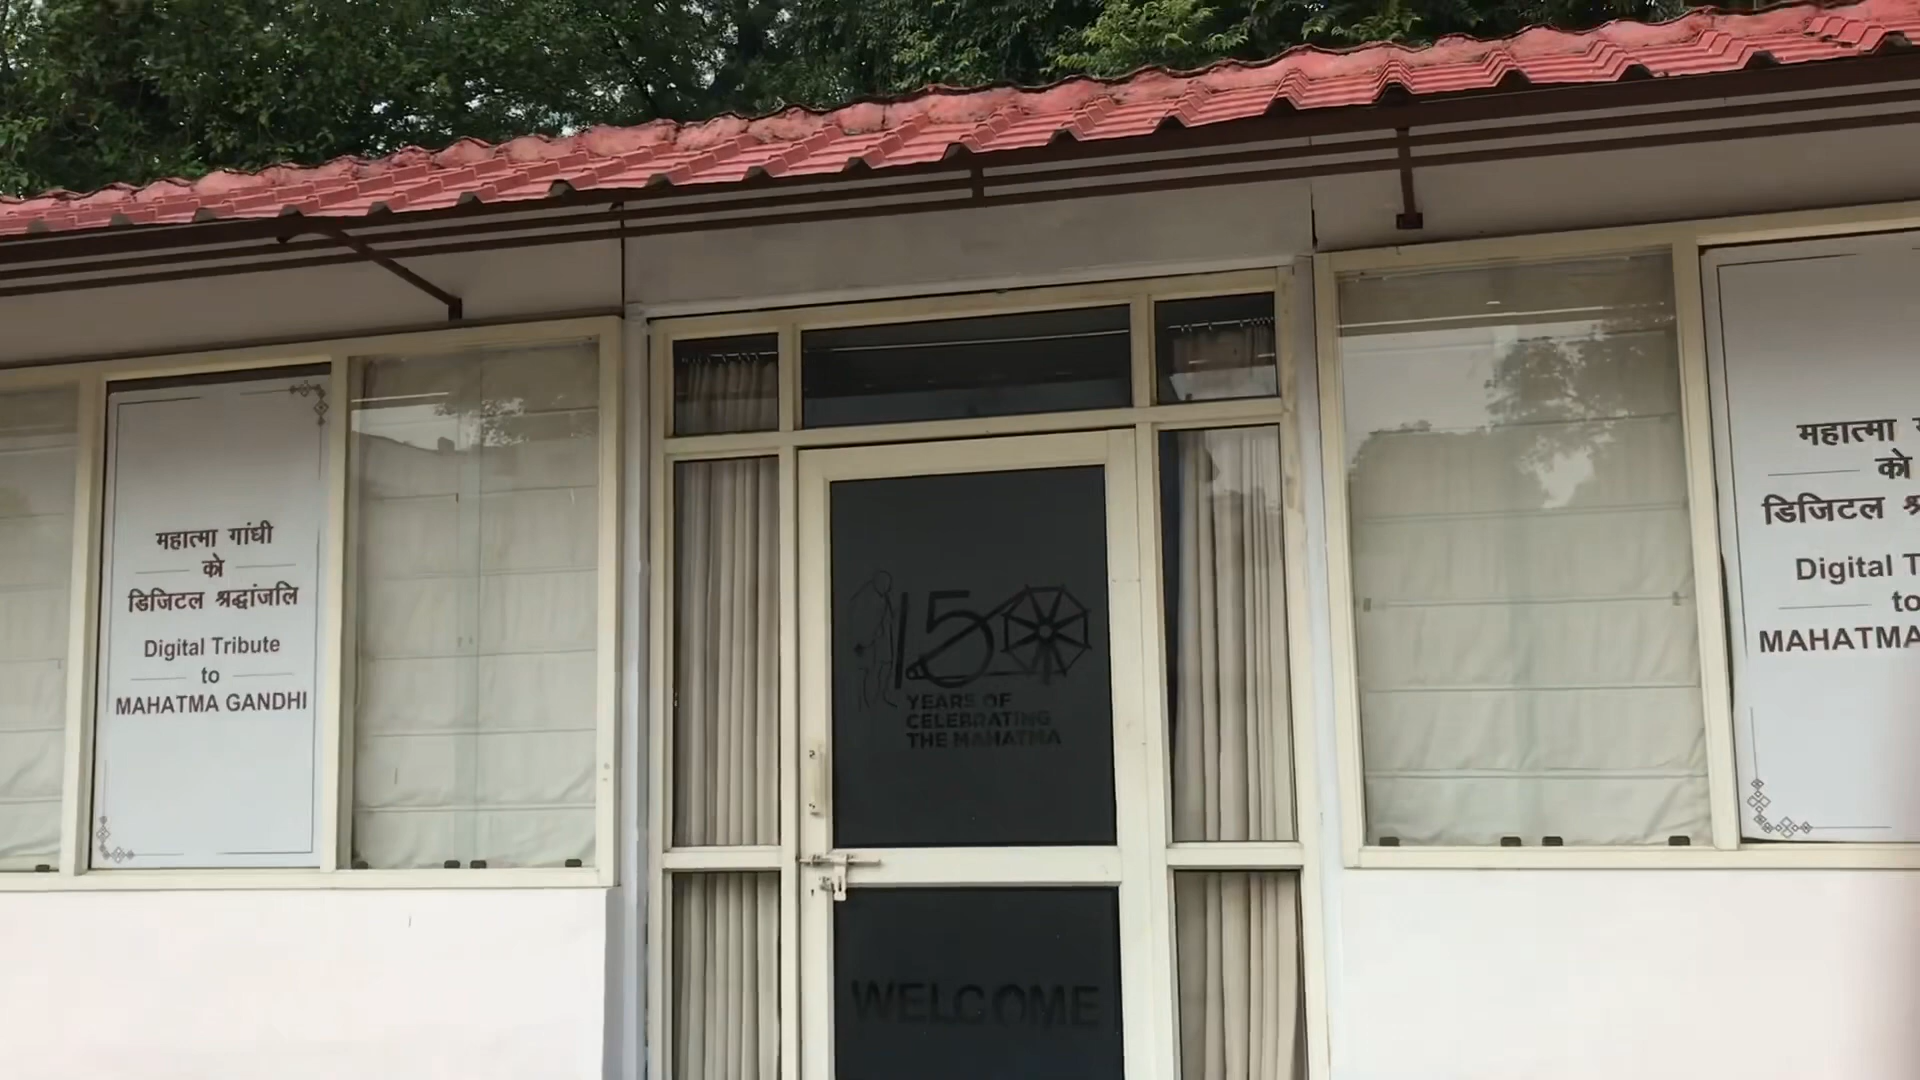 महात्मा गांधी
को
डिजिटल श्रद्धांजलि
Digital Tribute
to
MAHATMA GANDHI
150
YEARS OF
CELEBRATING
THE MAHATMA
WELCOME
महात्मा
को
डिजिटल
Digital
to
MAHATMA